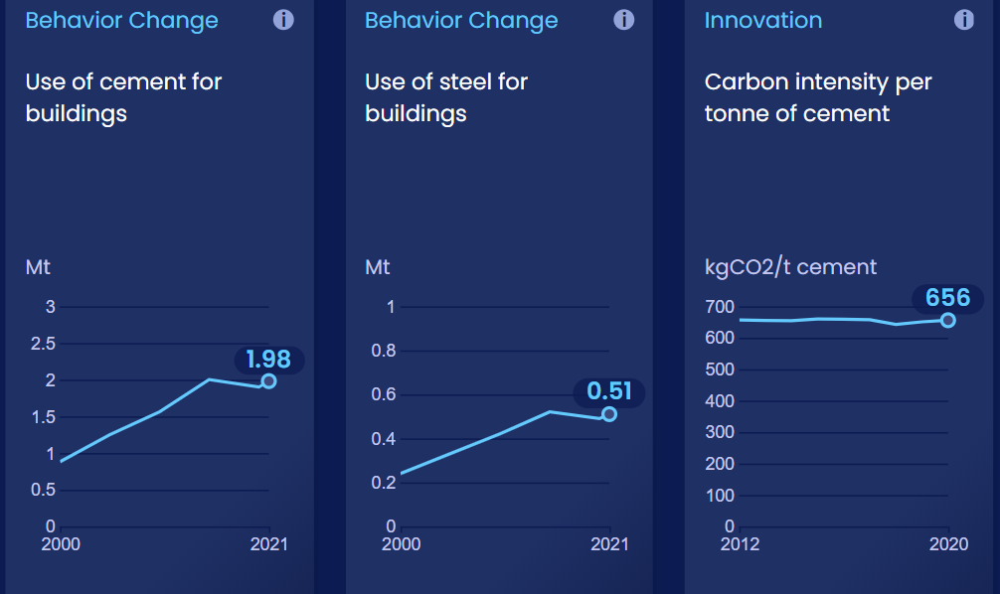 Behavior Change
i
Use of cement for
buildings
Mt
3
2.5
2
1.5
1
0.5
0
1.98
2000
2021
Behavior Change
i
Use of steel for
buildings
Mt
1
0.8
0.6
0.4
0.2
0
0.51
2000
2021
Innovation
i
Carbon intensity per
tonne of cement
kgCO2/t cement
700
600
500
400
300
200
100
0
656
2012
2020